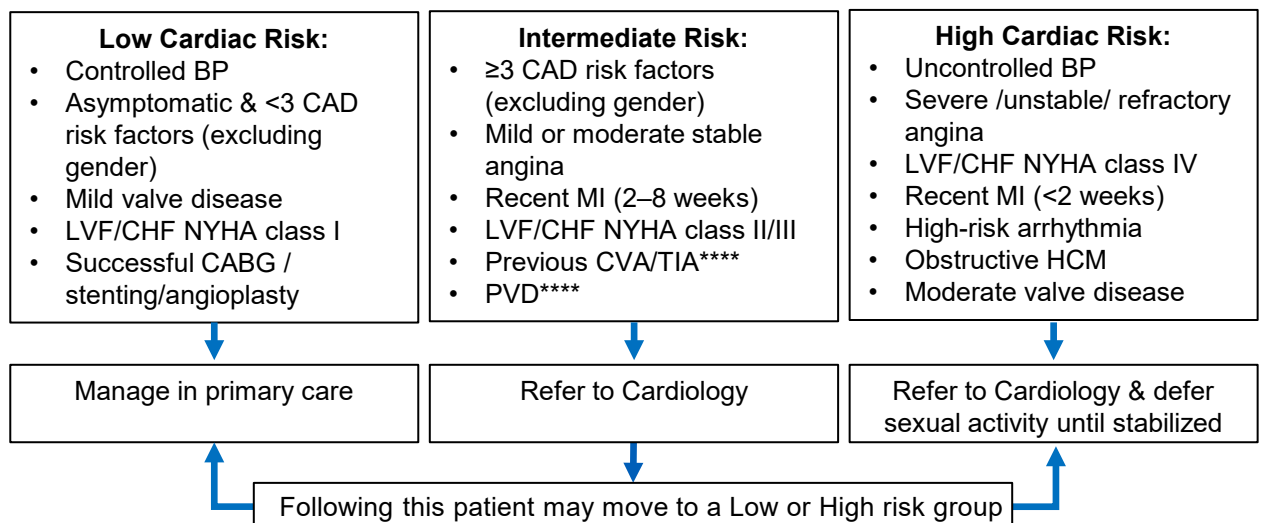 Low Cardiac Risk:
• Controlled BP
• Asymptomatic & <3 CAD
risk factors (excluding
gender)
• Mild valve disease
• LVF/CHF NYHA class I
• Successful CABG /
stenting/angioplasty
Intermediate Risk:
• ≥3 CAD risk factors
(excluding gender)
• Mild or moderate stable
angina
• Recent MI (2–8 weeks)
• LVF/CHF NYHA class II/III
• Previous CVA/TIA****
• PVD****
High Cardiac Risk:
• Uncontrolled BP
• Severe /unstable/ refractory
angina
• LVF/CHF NYHA class IV
• Recent MI (<2 weeks)
• High-risk arrhythmia
• Obstructive HCM
• Moderate valve disease
Manage in primary care
Refer to Cardiology
Refer to Cardiology & defer
sexual activity until stabilized
Following this patient may move to a Low or High risk group